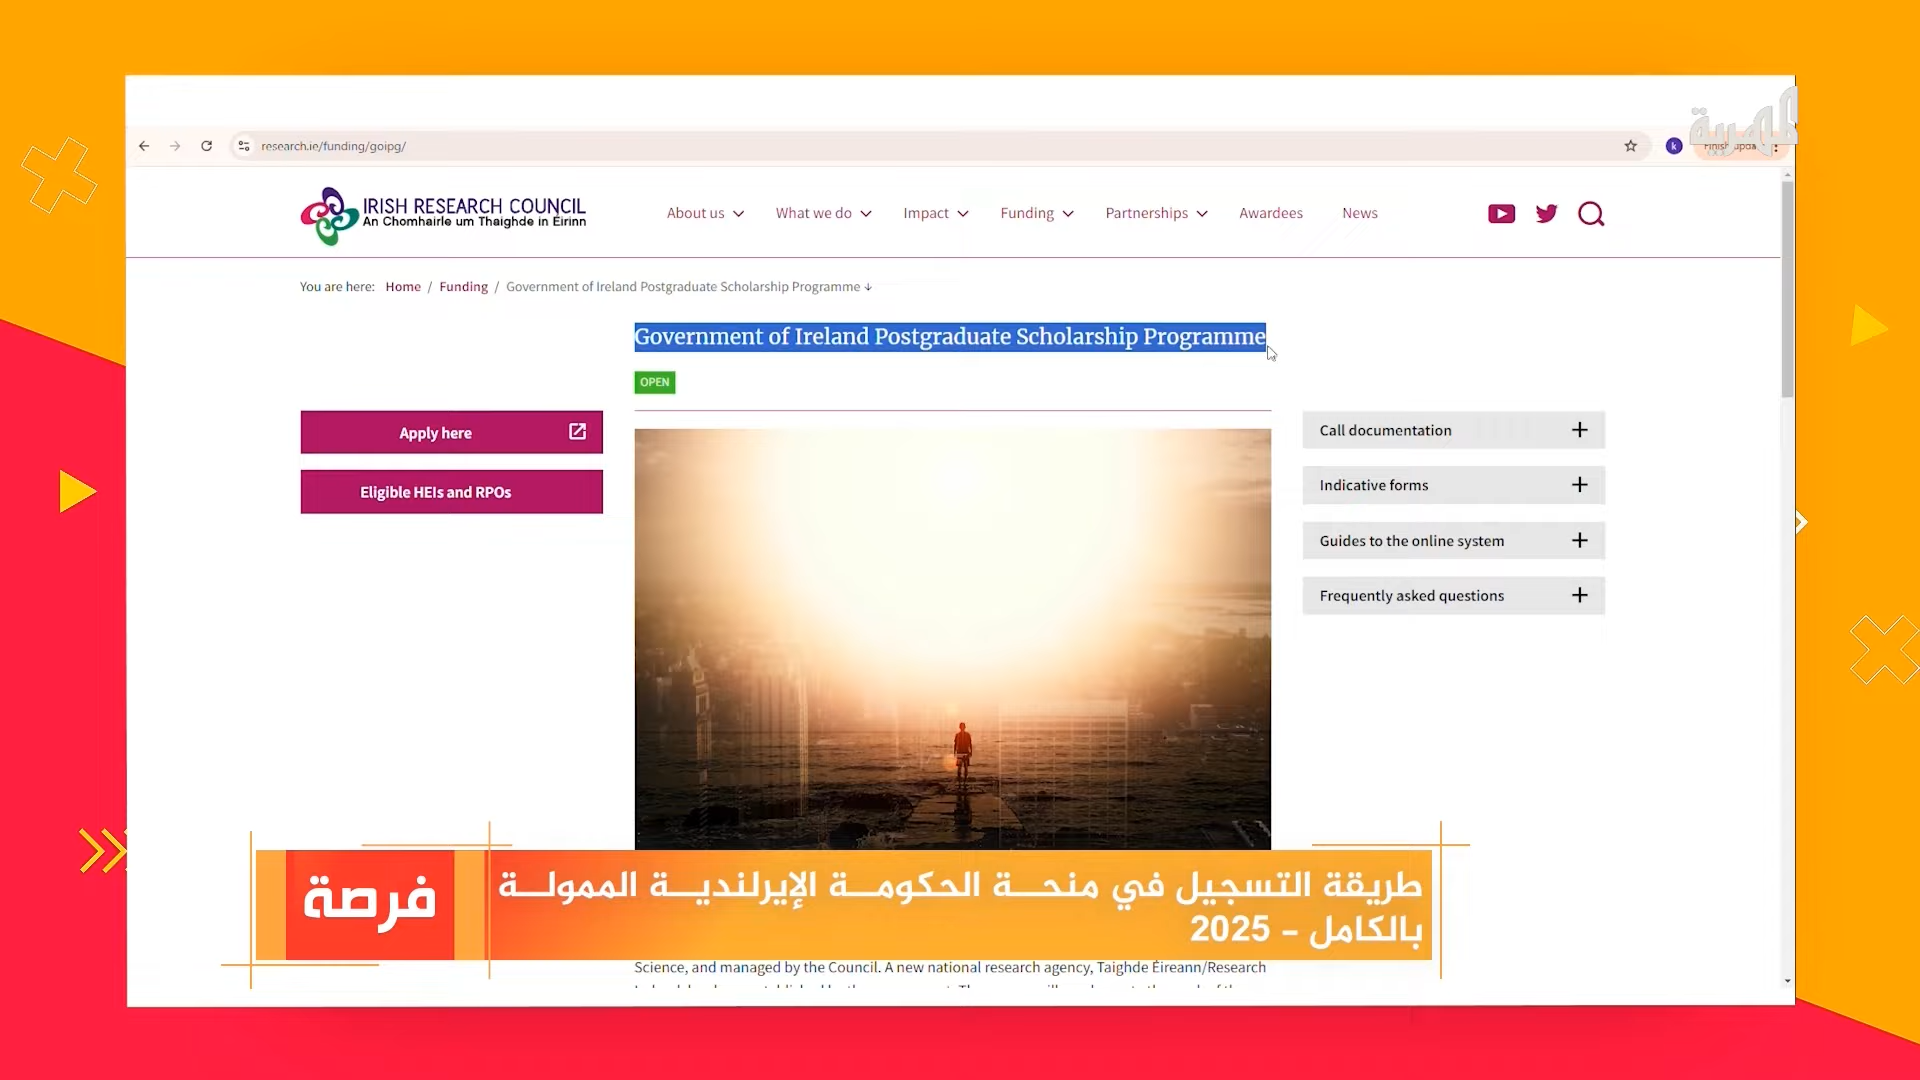 المهرية
research.ie/funding/goipg/
k
IRISH RESEARCH COUNCIL
An Chomhairle um Thaighde in Éirinn
About us
What we do
Impact
Funding
Partnerships
Awardees
News
You are here: Home / Funding / Government of Ireland Postgraduate Scholarship Programme
Government of Ireland Postgraduate Scholarship Programme
OPEN
Apply here
Eligible HEIs and RPOs
Call documentation
Indicative forms
Guides to the online system
Frequently asked questions
فرصة
طريقة التسجيل في منحة الحكومة الإيرلندية الممولة
بالكامل - 2025
Science, and managed by the Council. A new national research agency, Taighde Éireann/Research